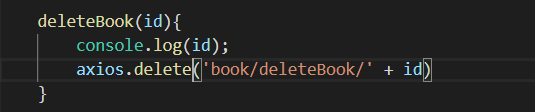 deleteBook(id){
console.log(id);
axios.delete('book/deleteBook/' + id)
}